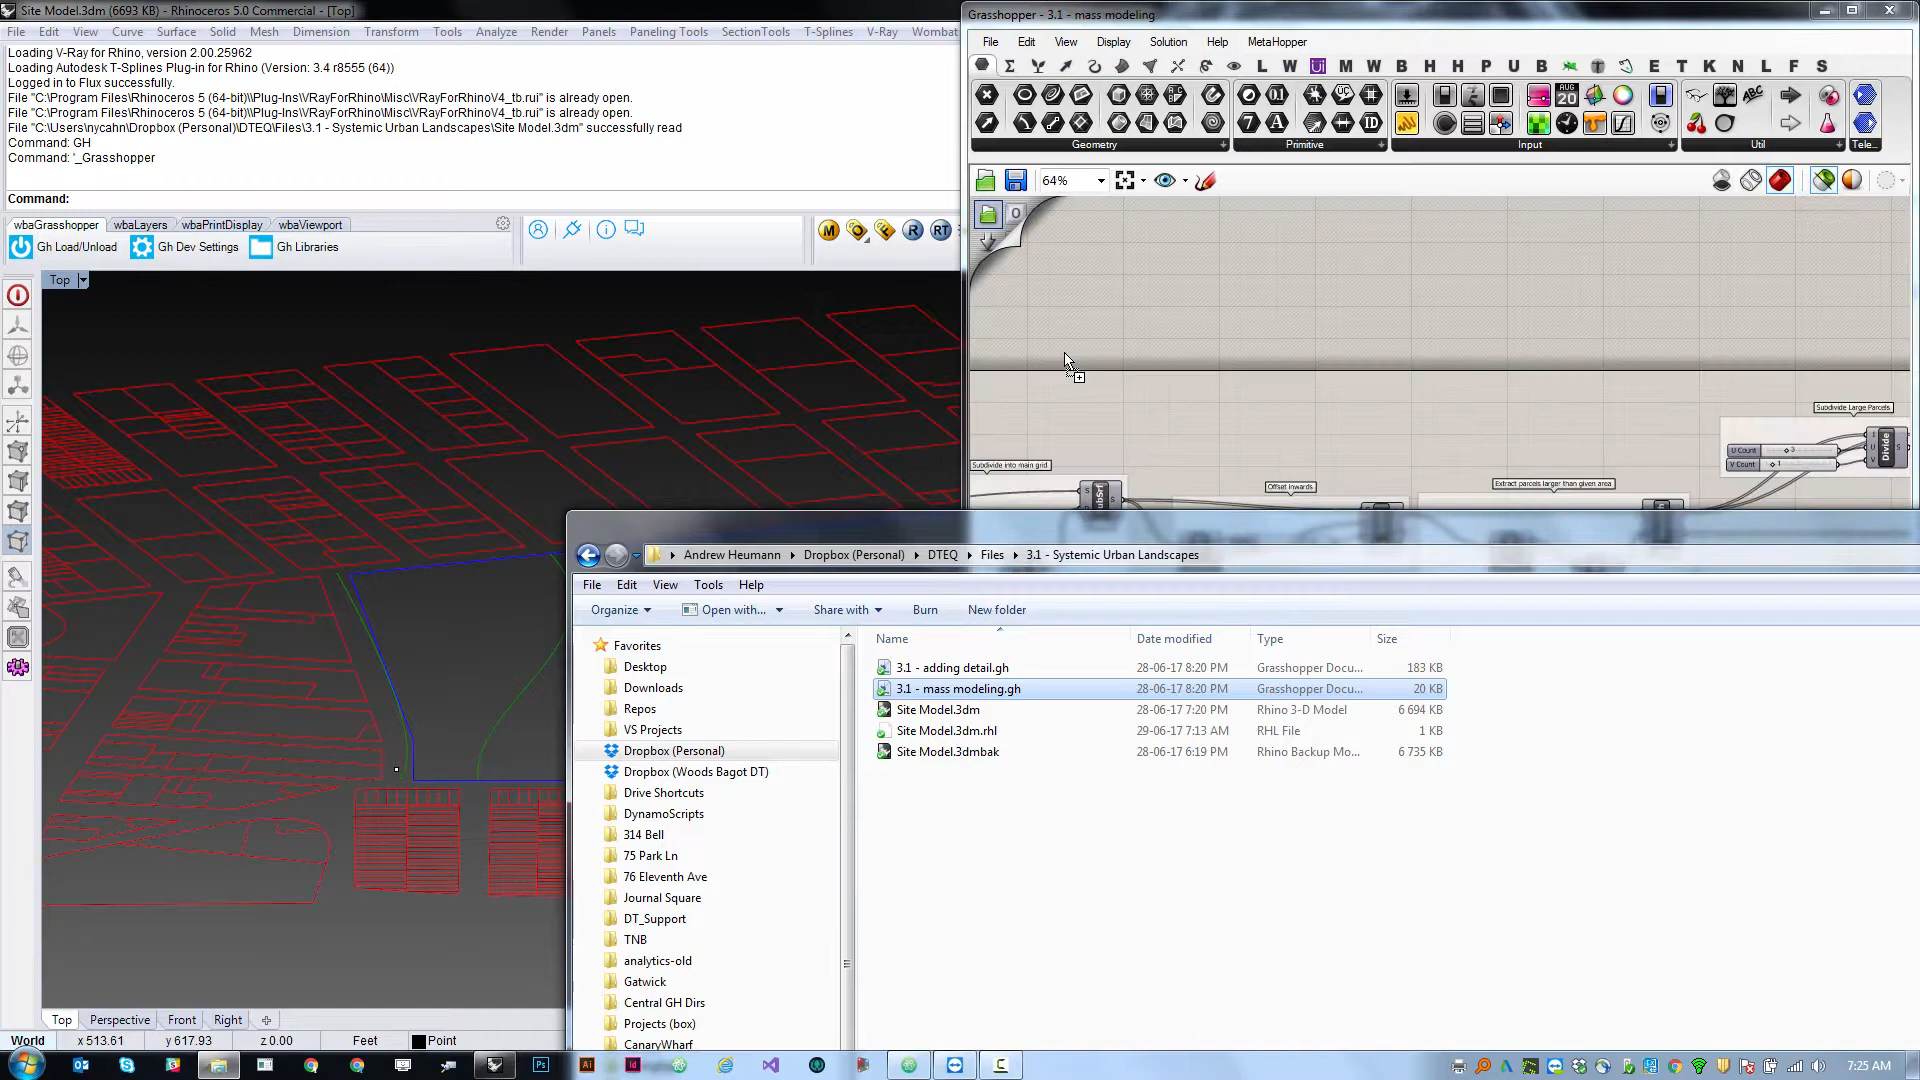 Site Model.3dm (6693 KB) - Rhinoceros 5.0 Commercial - [Top]
File Edit View Curve Surface Solid Mesh Dimension Transform Tools Analyze Render Panels Paneling Tools SectionTools T-Splines V-Ray Wombat
Loading V-Ray for Rhino, version 2.00.25962
Loading Autodesk T-Splines Plug-in for Rhino (Version: 3.4 r8555 (64))
Logged in to Flux successfully.
File "C:\Program Files\Rhinoceros 5 (64-bit)\\Plug-Ins\VRayForRhino\Misc\VRayForRhinoV4_tb.rui" is already open.
File "C:\Program Files\Rhinoceros 5 (64-bit)\\Plug-Ins\VRayForRhino\Misc\VRayForRhinoV4_tb.rui" is already open.
File "C:\Users\nycahn\Dropbox (Personal)\DTEQ\Files\3.1 - Systemic Urban Landscapes\Site Model.3dm" successfully read
Command: GH
Command: '_Grasshopper
Command:
wbaGrasshopper wbaLayers wbaPrintDisplay wbaViewport
Gh Load/Unload Gh Dev Settings Gh Libraries
M R RT
Top
Grasshopper - 3.1 - mass modeling
File Edit View Display Solution Help MetaHopper
L W Ui M W B H H P U B T E T K N L F S
Geometry Primitive Input Util Tele...
64%
Subdivide Large Parcels
U Count 3
V Count 1
Divide
Subdivide into main grid
Offset inwards
Extract parcels larger than given area
SubSrf
Andrew Heumann Dropbox (Personal) DTEQ Files 3.1 - Systemic Urban Landscapes
File Edit View Tools Help
Organize Open with... Share with Burn New folder
Name Date modified Type Size
3.1 - adding detail.gh 28-06-17 8:20 PM Grasshopper Docu... 183 KB
3.1 - mass modeling.gh 28-06-17 8:20 PM Grasshopper Docu... 20 KB
Site Model.3dm 28-06-17 7:20 PM Rhino 3-D Model 6 694 KB
Site Model.3dm.rhl 29-06-17 7:13 AM RHL File 1 KB
Site Model.3dmbak 28-06-17 6:19 PM Rhino Backup Mo... 6 735 KB
Favorites
Desktop
Downloads
Repos
VS Projects
Dropbox (Personal)
Dropbox (Woods Bagot DT)
Drive Shortcuts
DynamoScripts
314 Bell
75 Park Ln
76 Eleventh Ave
Journal Square
DT_Support
TNB
analytics-old
Gatwick
Central GH Dirs
Projects (box)
CanaryWharf
Top Perspective Front Right
World x 513.61 y 617.93 z 0.00 Feet Point
7:25 AM